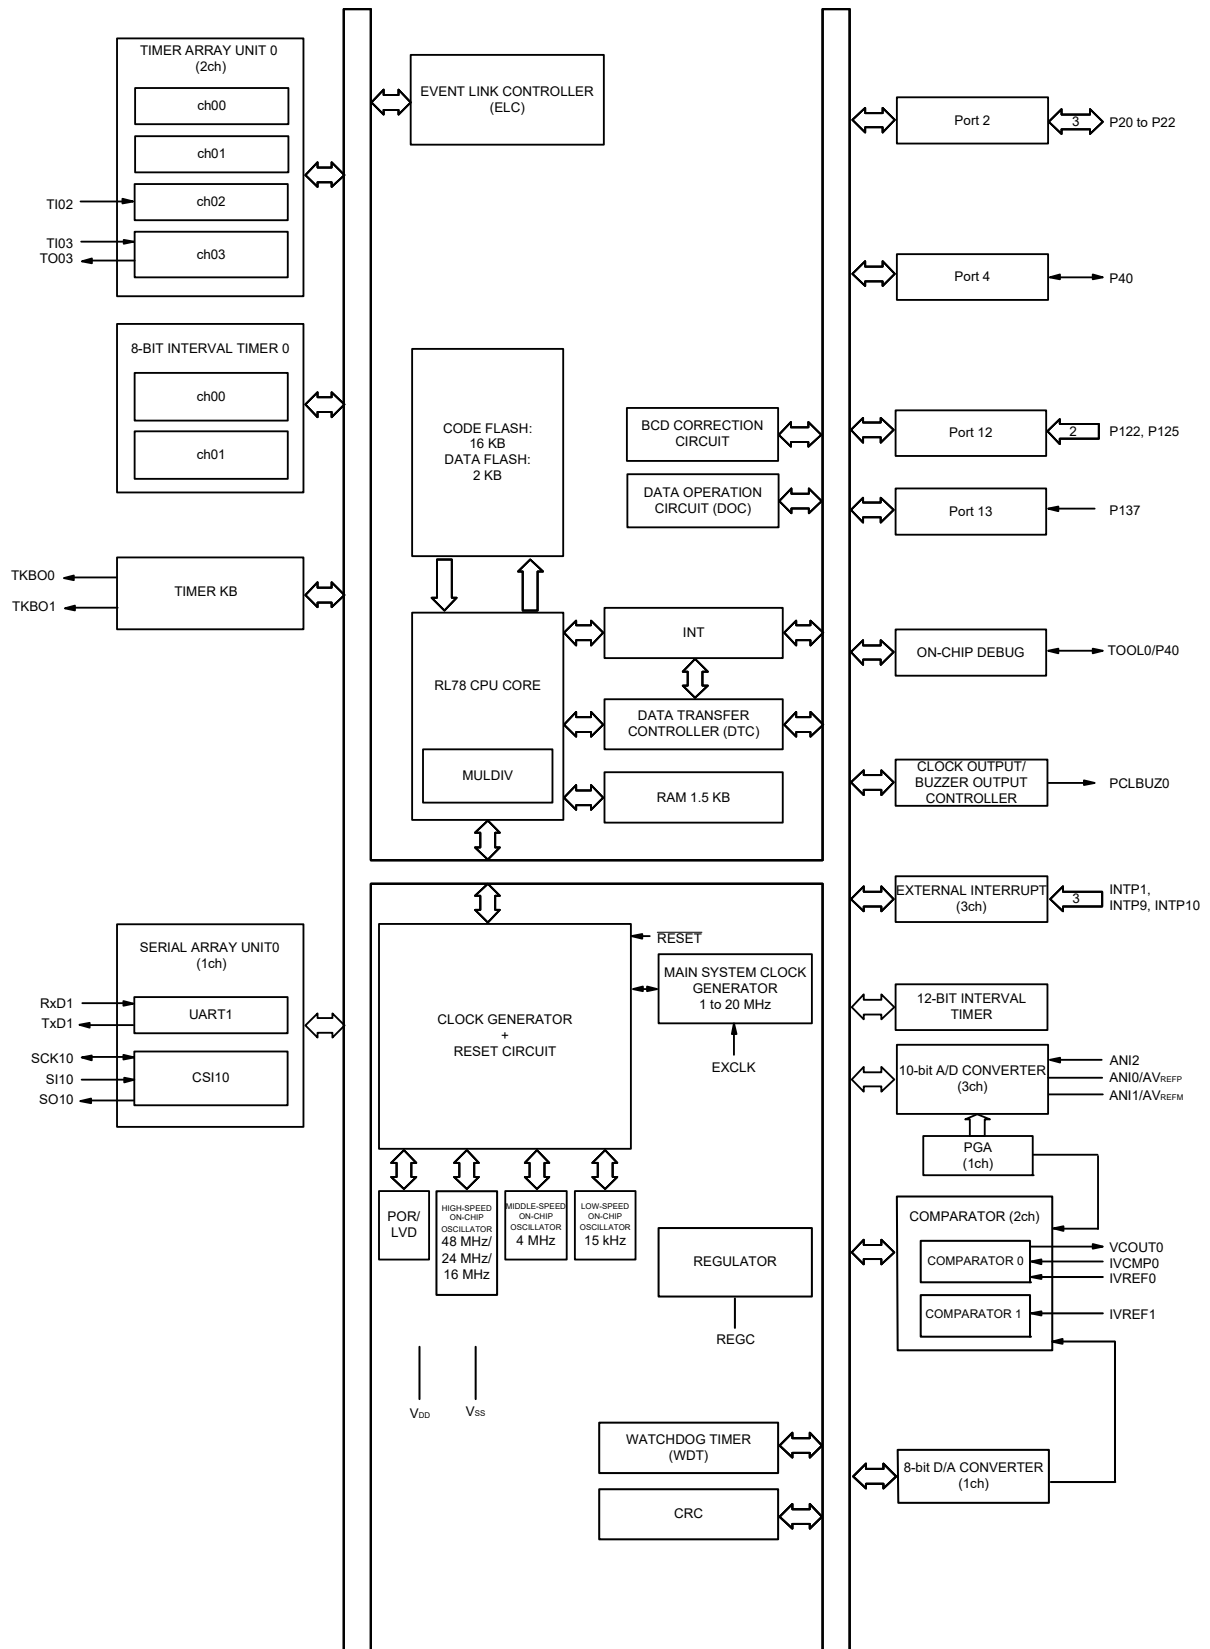 TIMER ARRAY UNIT 0
(2ch)
ch00
ch01
ch02
ch03
TI02
TI03
TO03
8-BIT INTERVAL TIMER 0
ch00
ch01
TKBO0
TKBO1
TIMER KB
SERIAL ARRAY UNIT0
(1ch)
RxD1
TxD1
UART1
SCK10
SI10
SO10
CSI10
EVENT LINK CONTROLLER
(ELC)
CODE FLASH:
16 KB
DATA FLASH:
2 KB
BCD CORRECTION
CIRCUIT
DATA OPERATION
CIRCUIT (DOC)
RL78 CPU CORE
MULDIV
INT
DATA TRANSFER
CONTROLLER (DTC)
RAM 1.5 KB
CLOCK GENERATOR
+
RESET CIRCUIT
RESET
MAIN SYSTEM CLOCK
GENERATOR
1 to 20 MHz
EXCLK
POR/
LVD
HIGH-SPEED
ON-CHIP
OSCILLATOR
48 MHz/
24 MHz/
16 MHz
MIDDLE-SPEED
ON-CHIP
OSCILLATOR
4 MHz
LOW-SPEED
ON-CHIP
OSCILLATOR
15 kHz
REGULATOR
REGC
VDD
VSS
WATCHDOG TIMER
(WDT)
CRC
Port 2
3
P20 to P22
Port 4
P40
Port 12
2
P122, P125
Port 13
P137
ON-CHIP DEBUG
TOOL0/P40
CLOCK OUTPUT/
BUZZER OUTPUT
CONTROLLER
PCLBUZ0
EXTERNAL INTERRUPT
(3ch)
3
INTP1,
INTP9, INTP10
12-BIT INTERVAL
TIMER
10-bit A/D CONVERTER
(3ch)
ANI2
ANI0/AVREFP
ANI1/AVREFM
PGA
(1ch)
COMPARATOR (2ch)
COMPARATOR 0
VCOUT0
IVCMP0
IVREF0
COMPARATOR 1
IVREF1
8-bit D/A CONVERTER
(1ch)